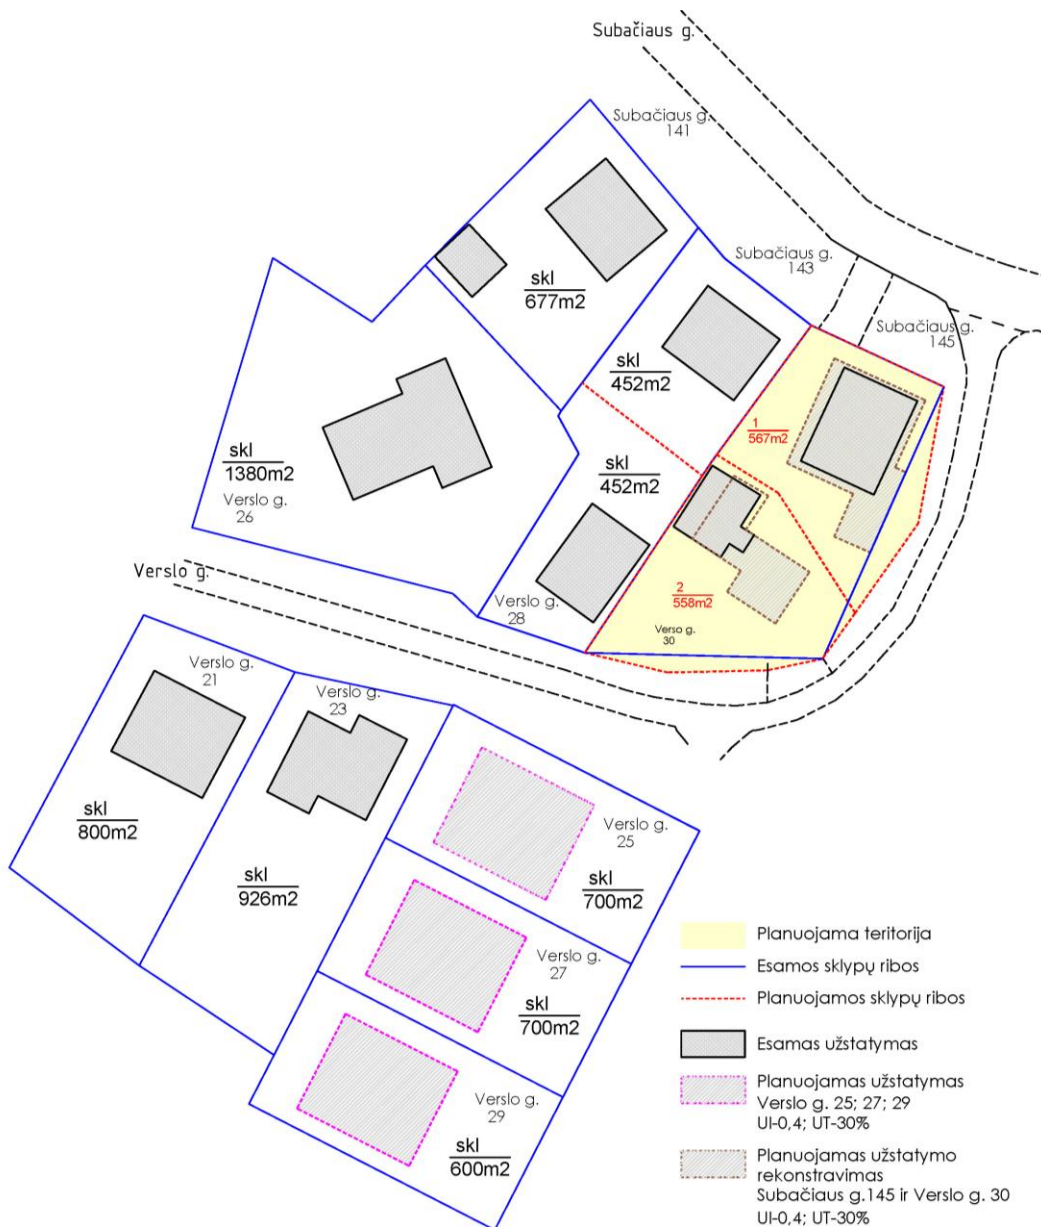 Subačiaus g.
Subačiaus g.
141
Subačiaus g.
143
Subačiaus g.
145
skl
677m2
skl
452m2
1
567m2
skl
1380m2
Verslo g.
26
skl
452m2
Verslo g.
2
558m2
Verslo g.
28
Verso g.
30
Verslo g.
21
Verslo g.
23
skl
800m2
Verslo g.
25
skl
926m2
skl
700m2
Verslo g.
27
skl
700m2
Verslo g.
29
skl
600m2
Planuojama teritorija
Esamos sklypų ribos
Planuojamos sklypų ribos
Esamas užstatymas
Planuojamas užstatymas
Verslo g. 25; 27; 29
UI-0,4; UT-30%
Planuojamas užstatymo
rekonstravimas
Subačiaus g.145 ir Verslo g. 30
UI-0,4; UT-30%